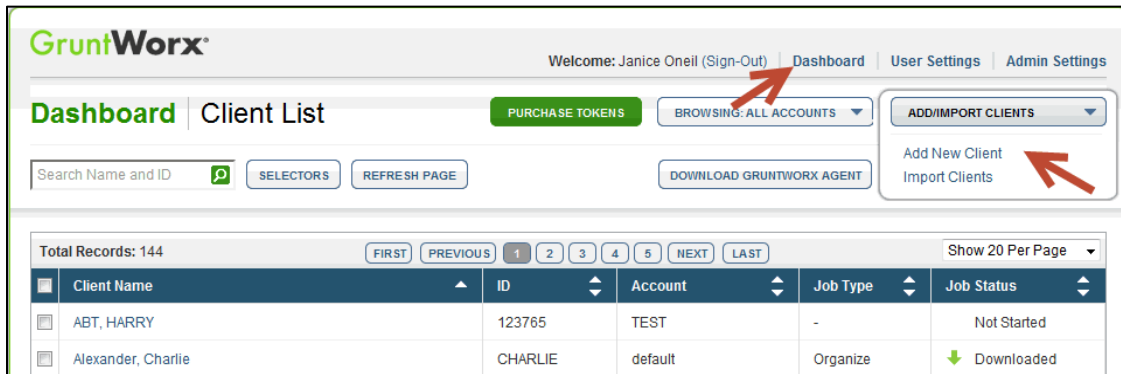 GruntWorx
Welcome: Janice Oneil (Sign-Out) Dashboard User Settings Admin Settings
Dashboard Client List PURCHASE TOKENS BROWSING: ALL ACCOUNTS ADD/IMPORT CLIENTS
Add New Client
Import Clients
Search Name and ID SELECTORS REFRESH PAGE DOWNLOAD GRUNTWORX AGENT
Total Records: 144 FIRST PREVIOUS 1 2 3 4 5 NEXT LAST Show 20 Per Page
Client Name ID Account Job Type Job Status
ABT, HARRY 123765 TEST - Not Started
Alexander, Charlie CHARLIE default Organize Downloaded